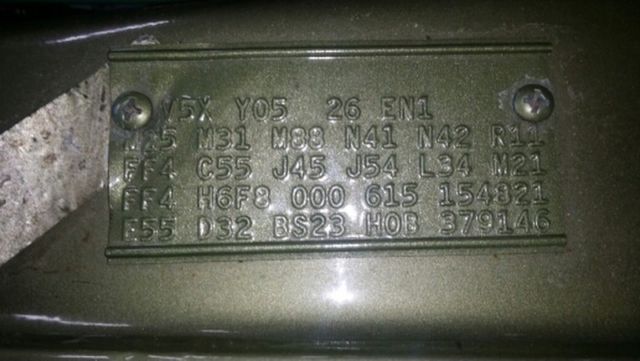 V5X Y05 26 EN1
M25 M31 M88 N41 N42 R11
FF4 C55 J45 J54 L34 M21
FF4 H6F8 000 615 154821
E55 D32 BS23 H0B 379146